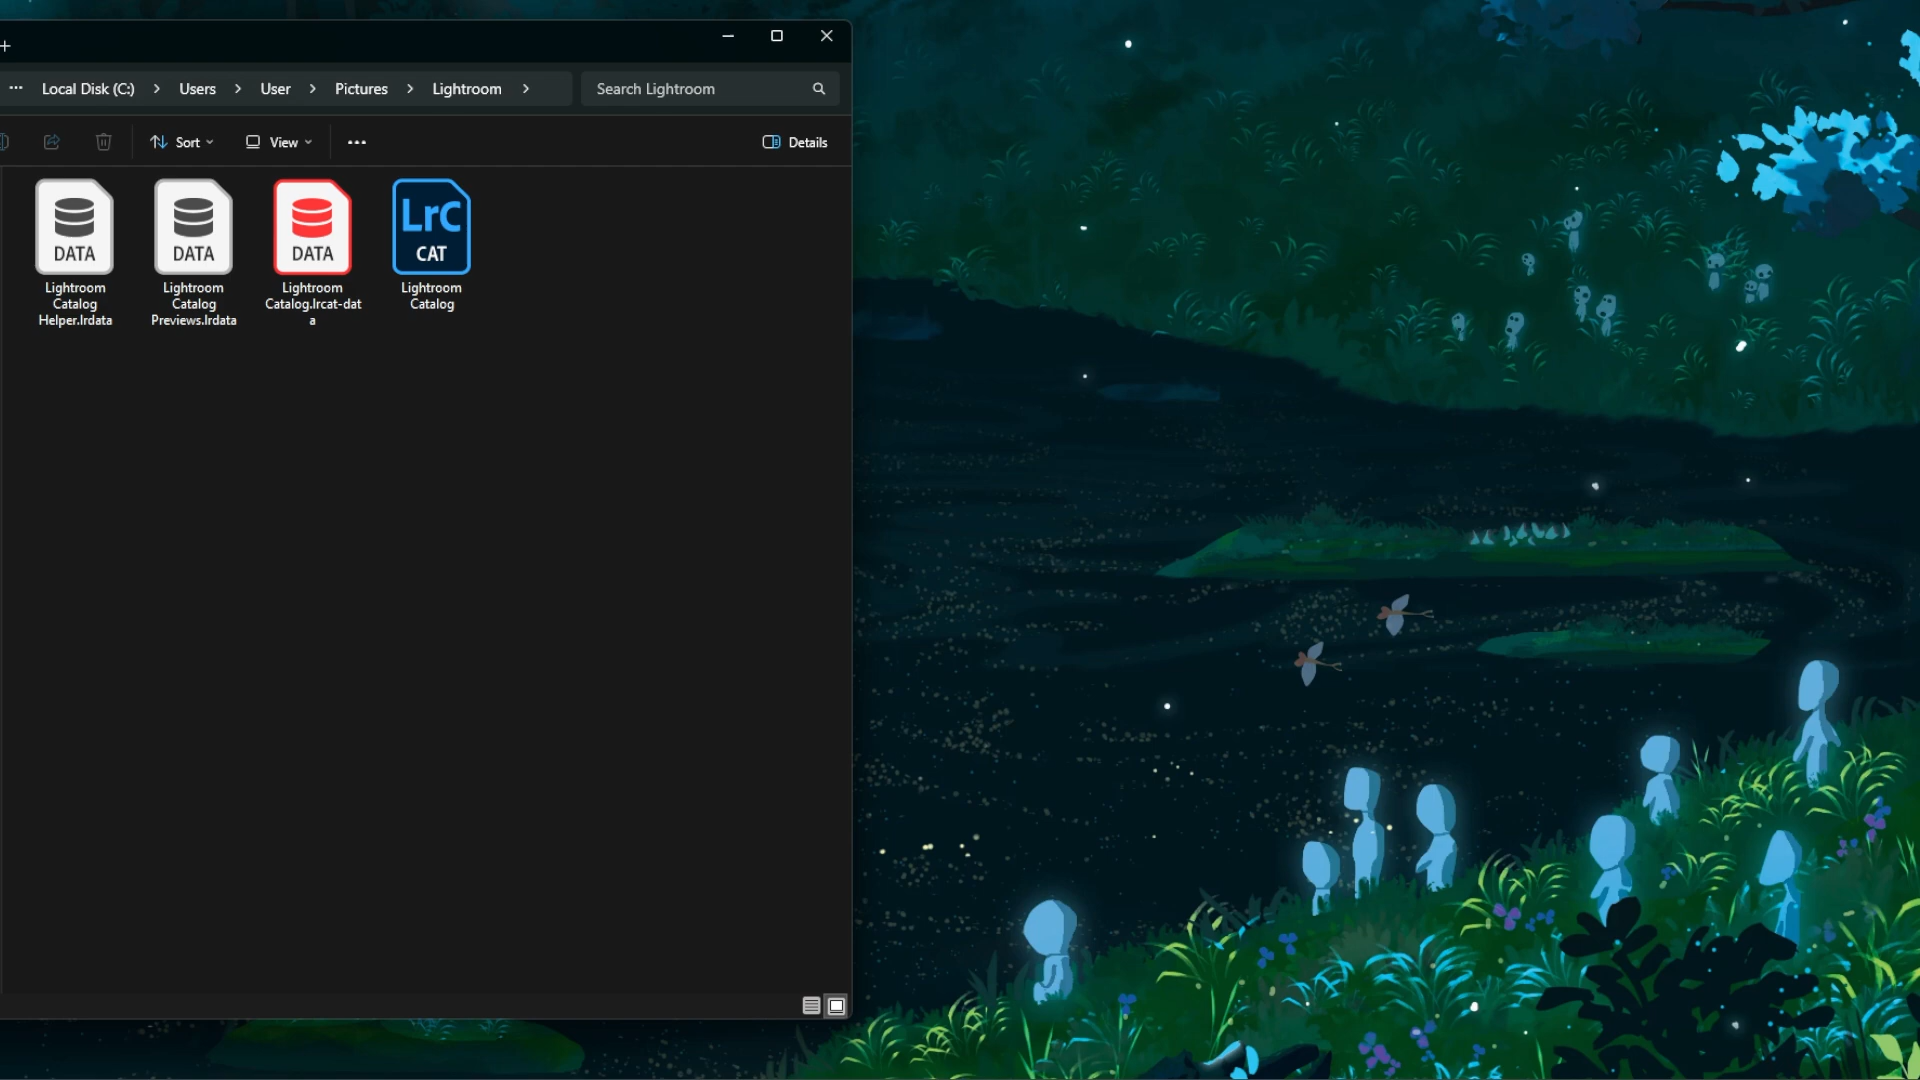 Local Disk (C:) > Users > User > Pictures > Lightroom >
Search Lightroom
Sort
View
Details
DATA
Lightroom
Catalog
Helper.lrdata
DATA
Lightroom
Catalog
Previews.lrdata
DATA
Lightroom
Catalog.lrcat-dat
a
LrC
CAT
Lightroom
Catalog